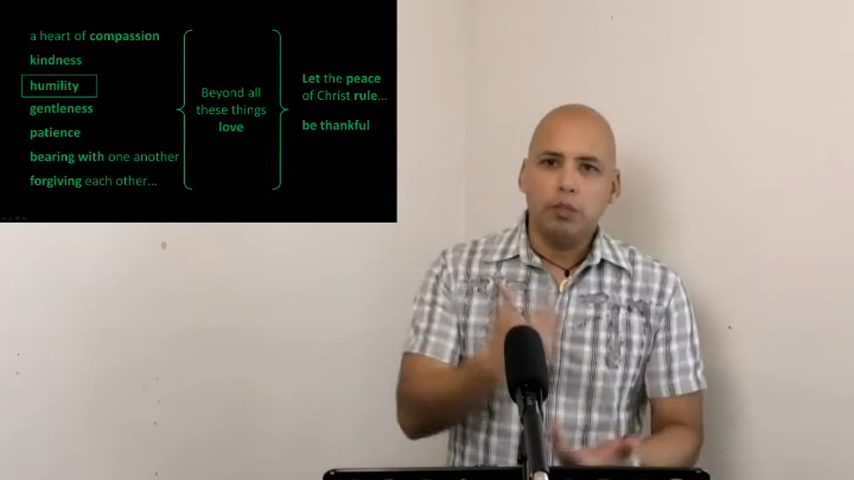 a heart of compassion
kindness
humility
gentleness
patience
bearing with one another
forgiving each other...
Beyond all
these things
love
Let the peace
of Christ rule...
be thankful